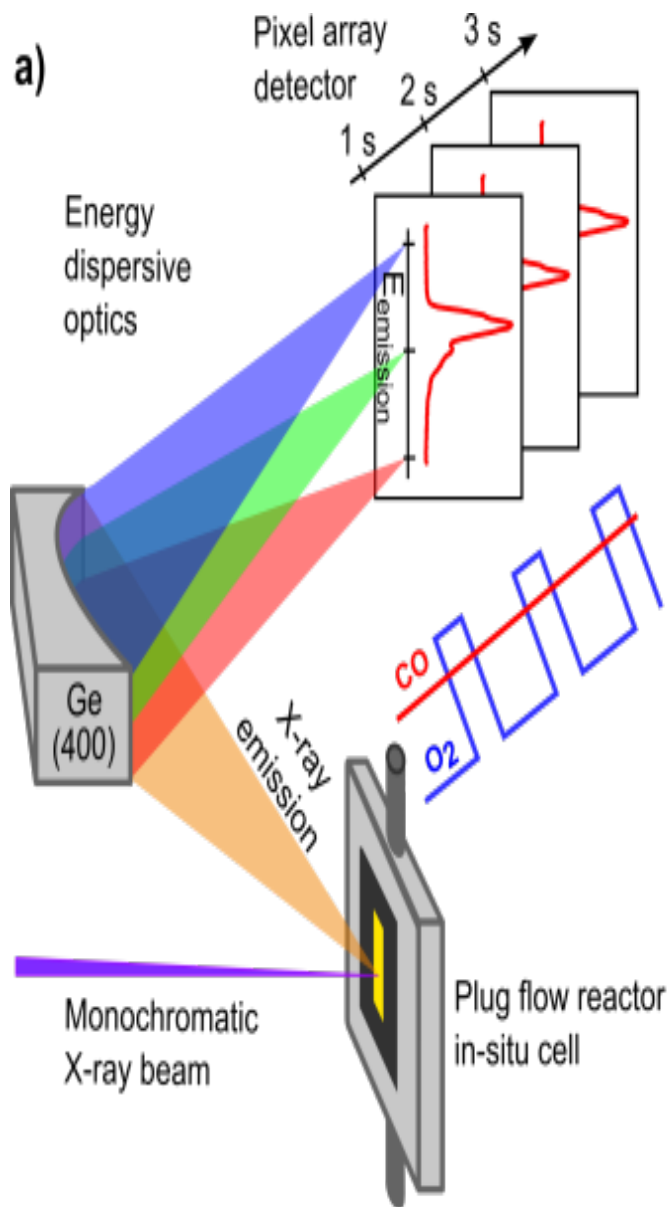 a)
Pixel array
detector
1 s
2 s
3 s
Energy
dispersive
optics
Eemission
Ge
(400)
X-ray
emission
CO
O2
Monochromatic
X-ray beam
Plug flow reactor
in-situ cell